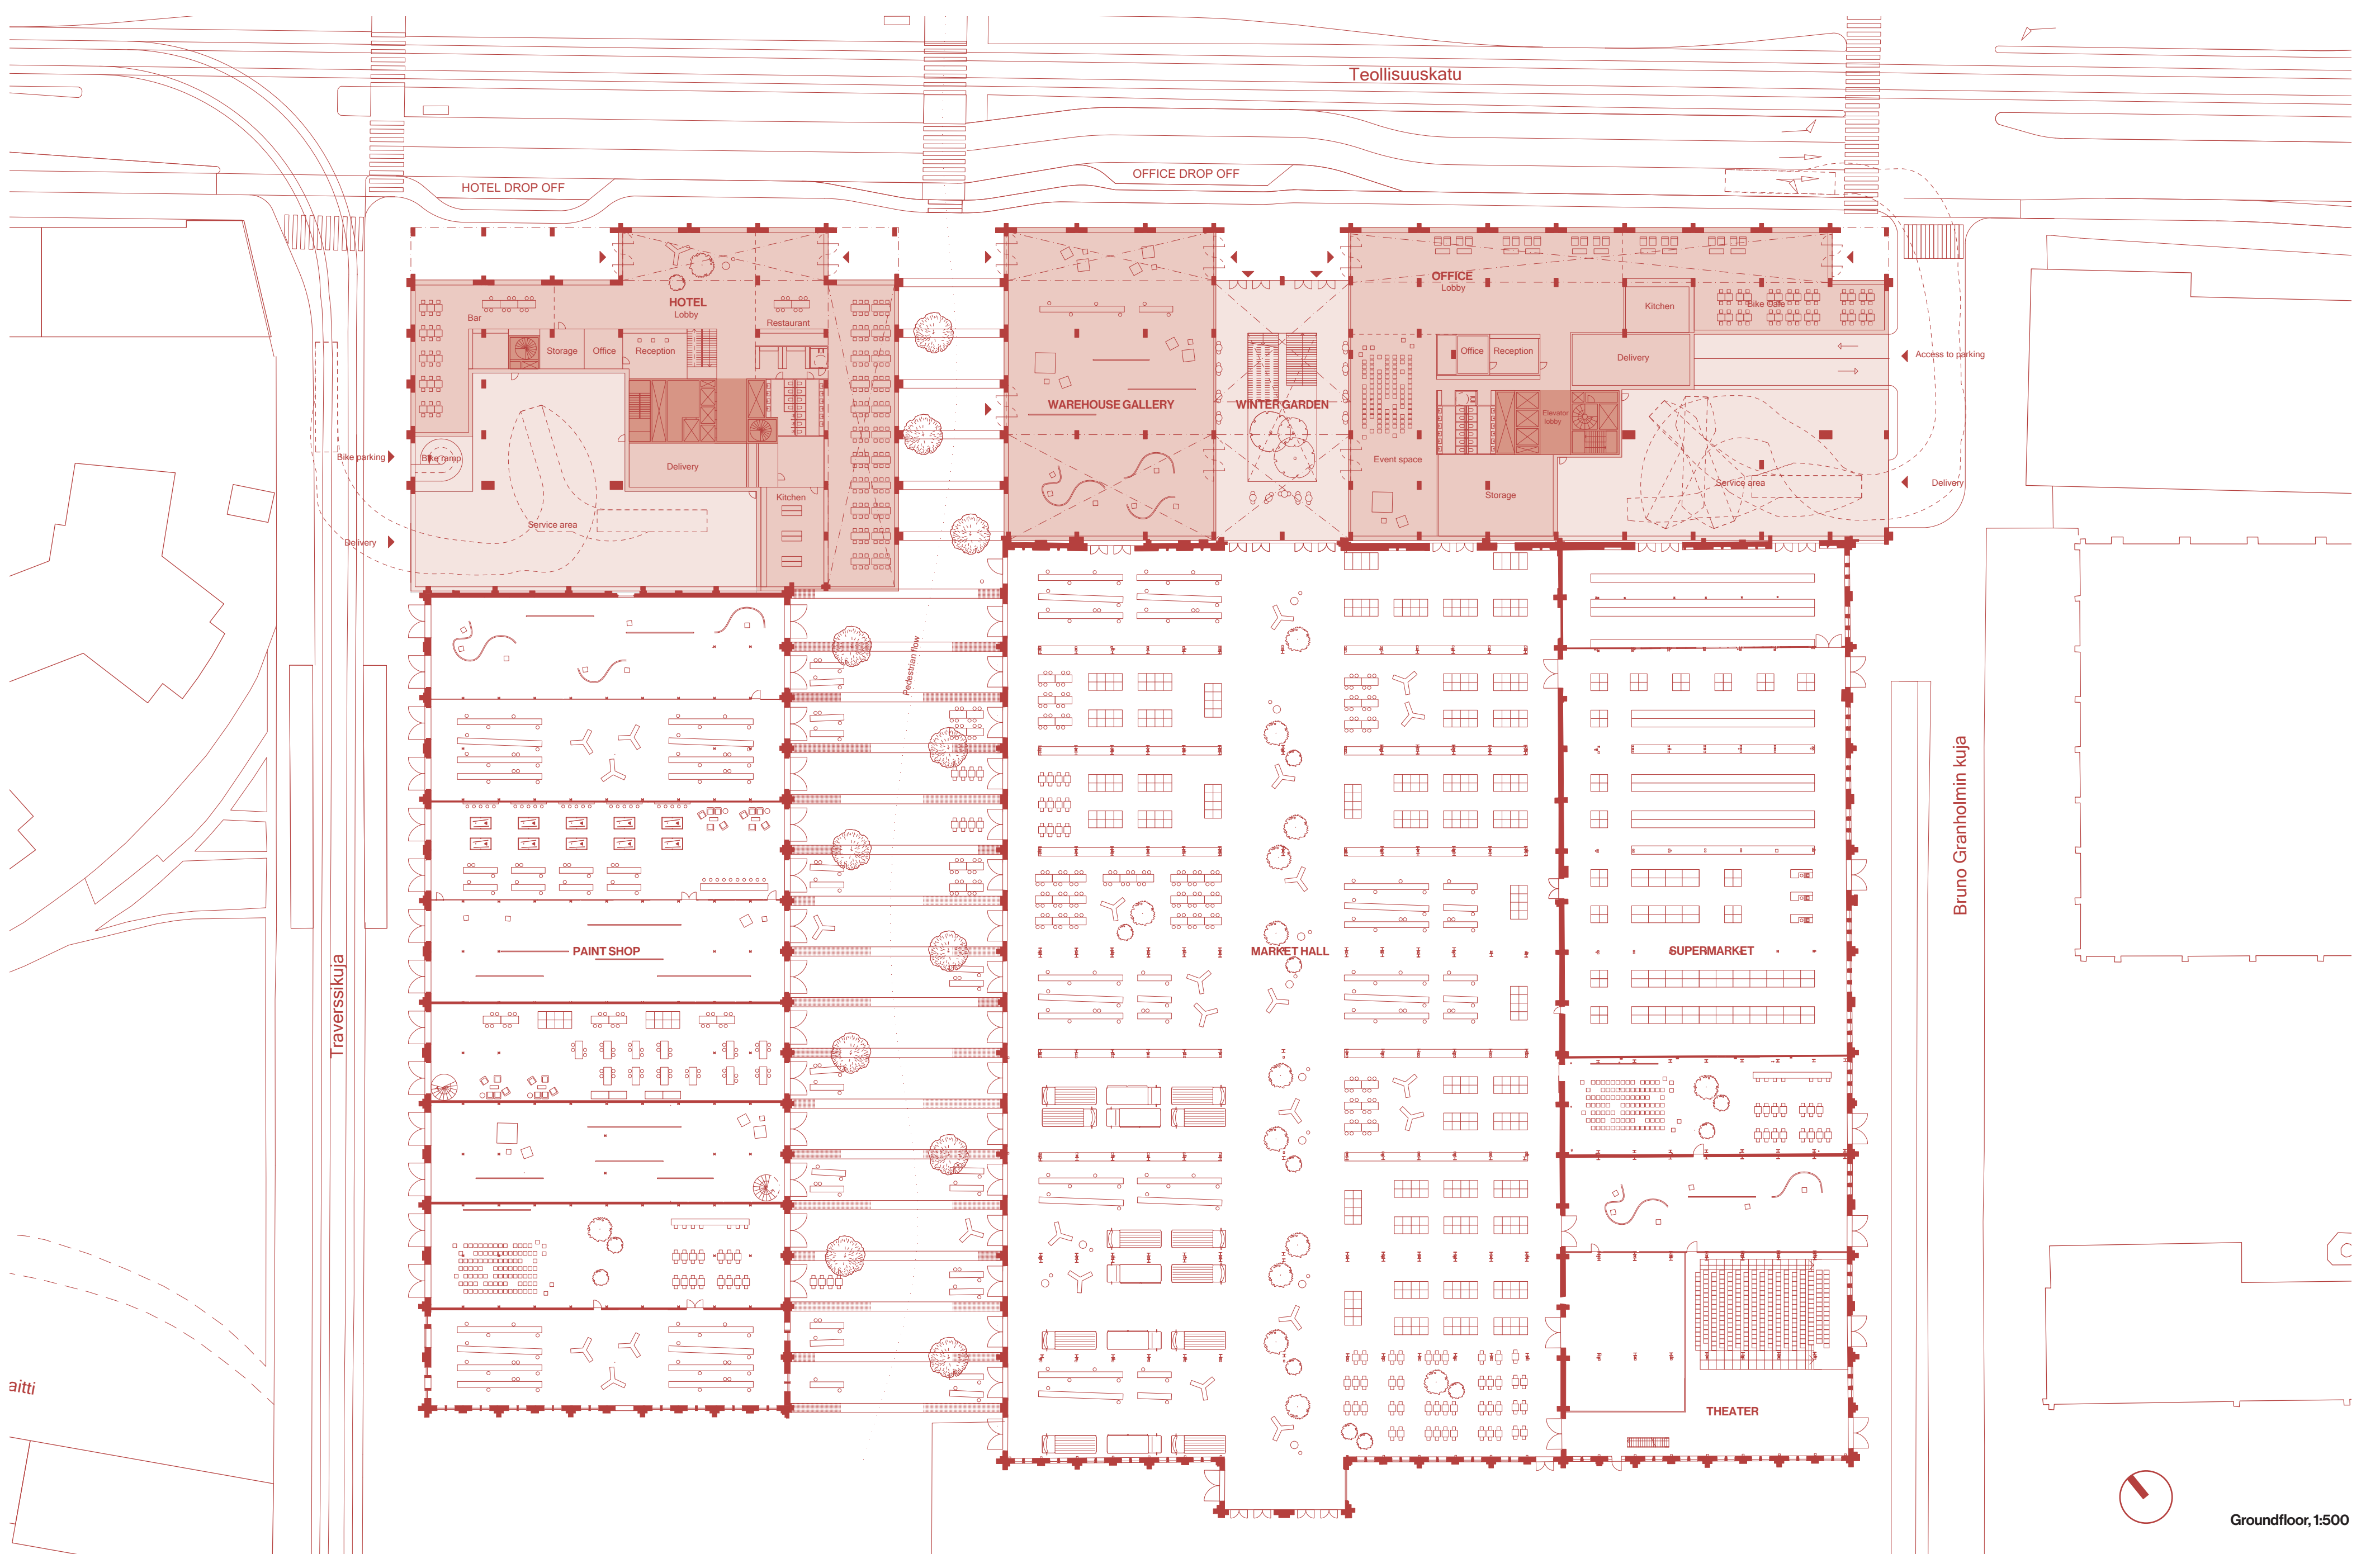 Teollisuuskatu
HOTEL DROP OFF
OFFICE DROP OFF
HOTEL
Lobby
Bar
Restaurant
Storage
Office
Reception
Bike parking
Bike ramp
Delivery
Kitchen
Service area
Delivery
WAREHOUSE GALLERY
WINTER GARDEN
OFFICE
Lobby
Kitchen
Bike Cafe
Office
Reception
Delivery
Access to parking
Elevator
lobby
Event space
Storage
Service area
Delivery
Pedestrian flow
PAINT SHOP
MARKET HALL
SUPERMARKET
THEATER
Traverssikuja
Bruno Granholmin kuja
aitti
Groundfloor, 1:500